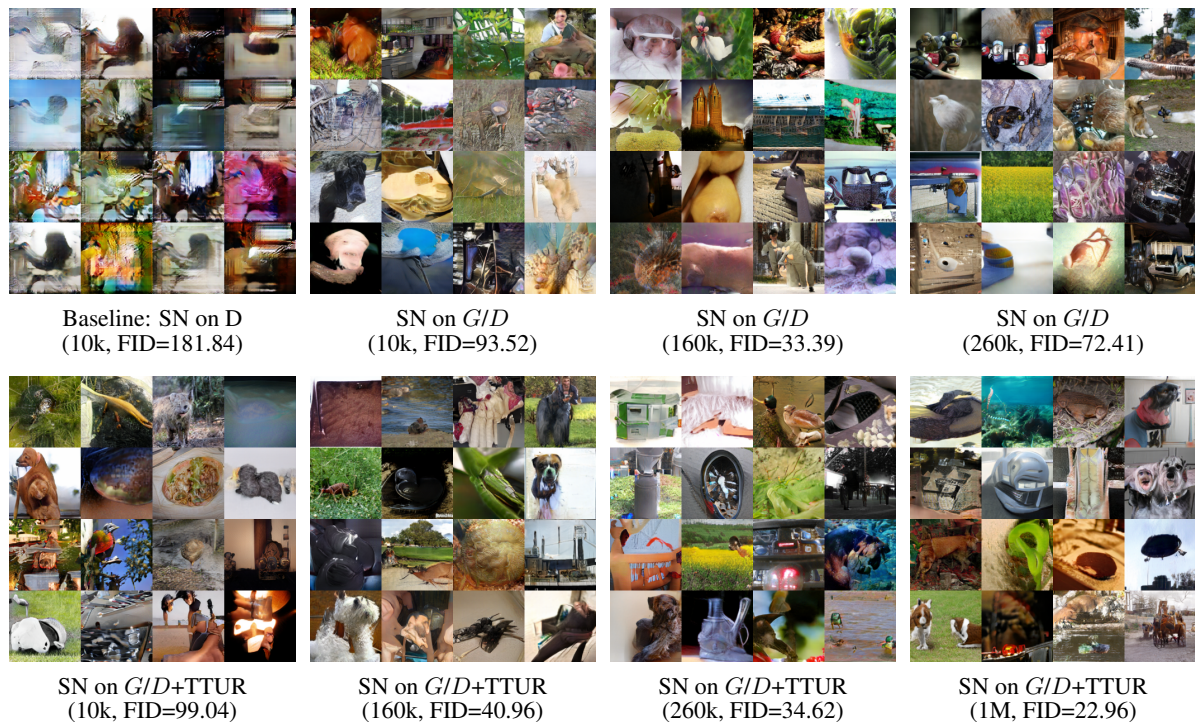 Baseline: SN on D
(10k, FID=181.84)
SN on G/D
(10k, FID=93.52)
SN on G/D
(160k, FID=33.39)
SN on G/D
(260k, FID=72.41)
SN on G/D+TTUR
(10k, FID=99.04)
SN on G/D+TTUR
(160k, FID=40.96)
SN on G/D+TTUR
(260k, FID=34.62)
SN on G/D+TTUR
(1M, FID=22.96)